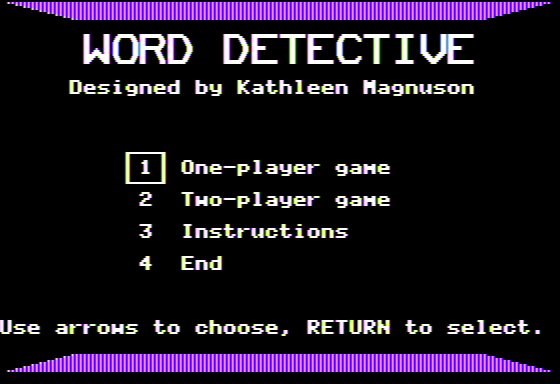 WORD DETECTIVE
Designed by Kathleen Magnuson
1 One-player game
2 Two-player game
3 Instructions
4 End
Use arrows to choose, RETURN to select.